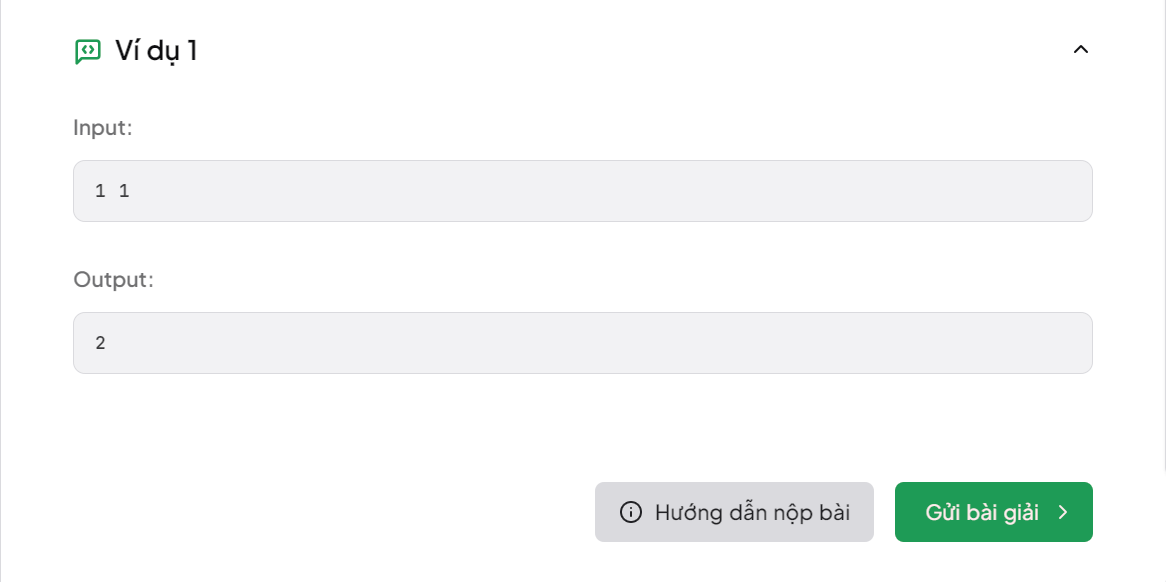 Ví dụ 1
Input:
1 1
Output:
2
Hướng dẫn nộp bài
Gửi bài giải